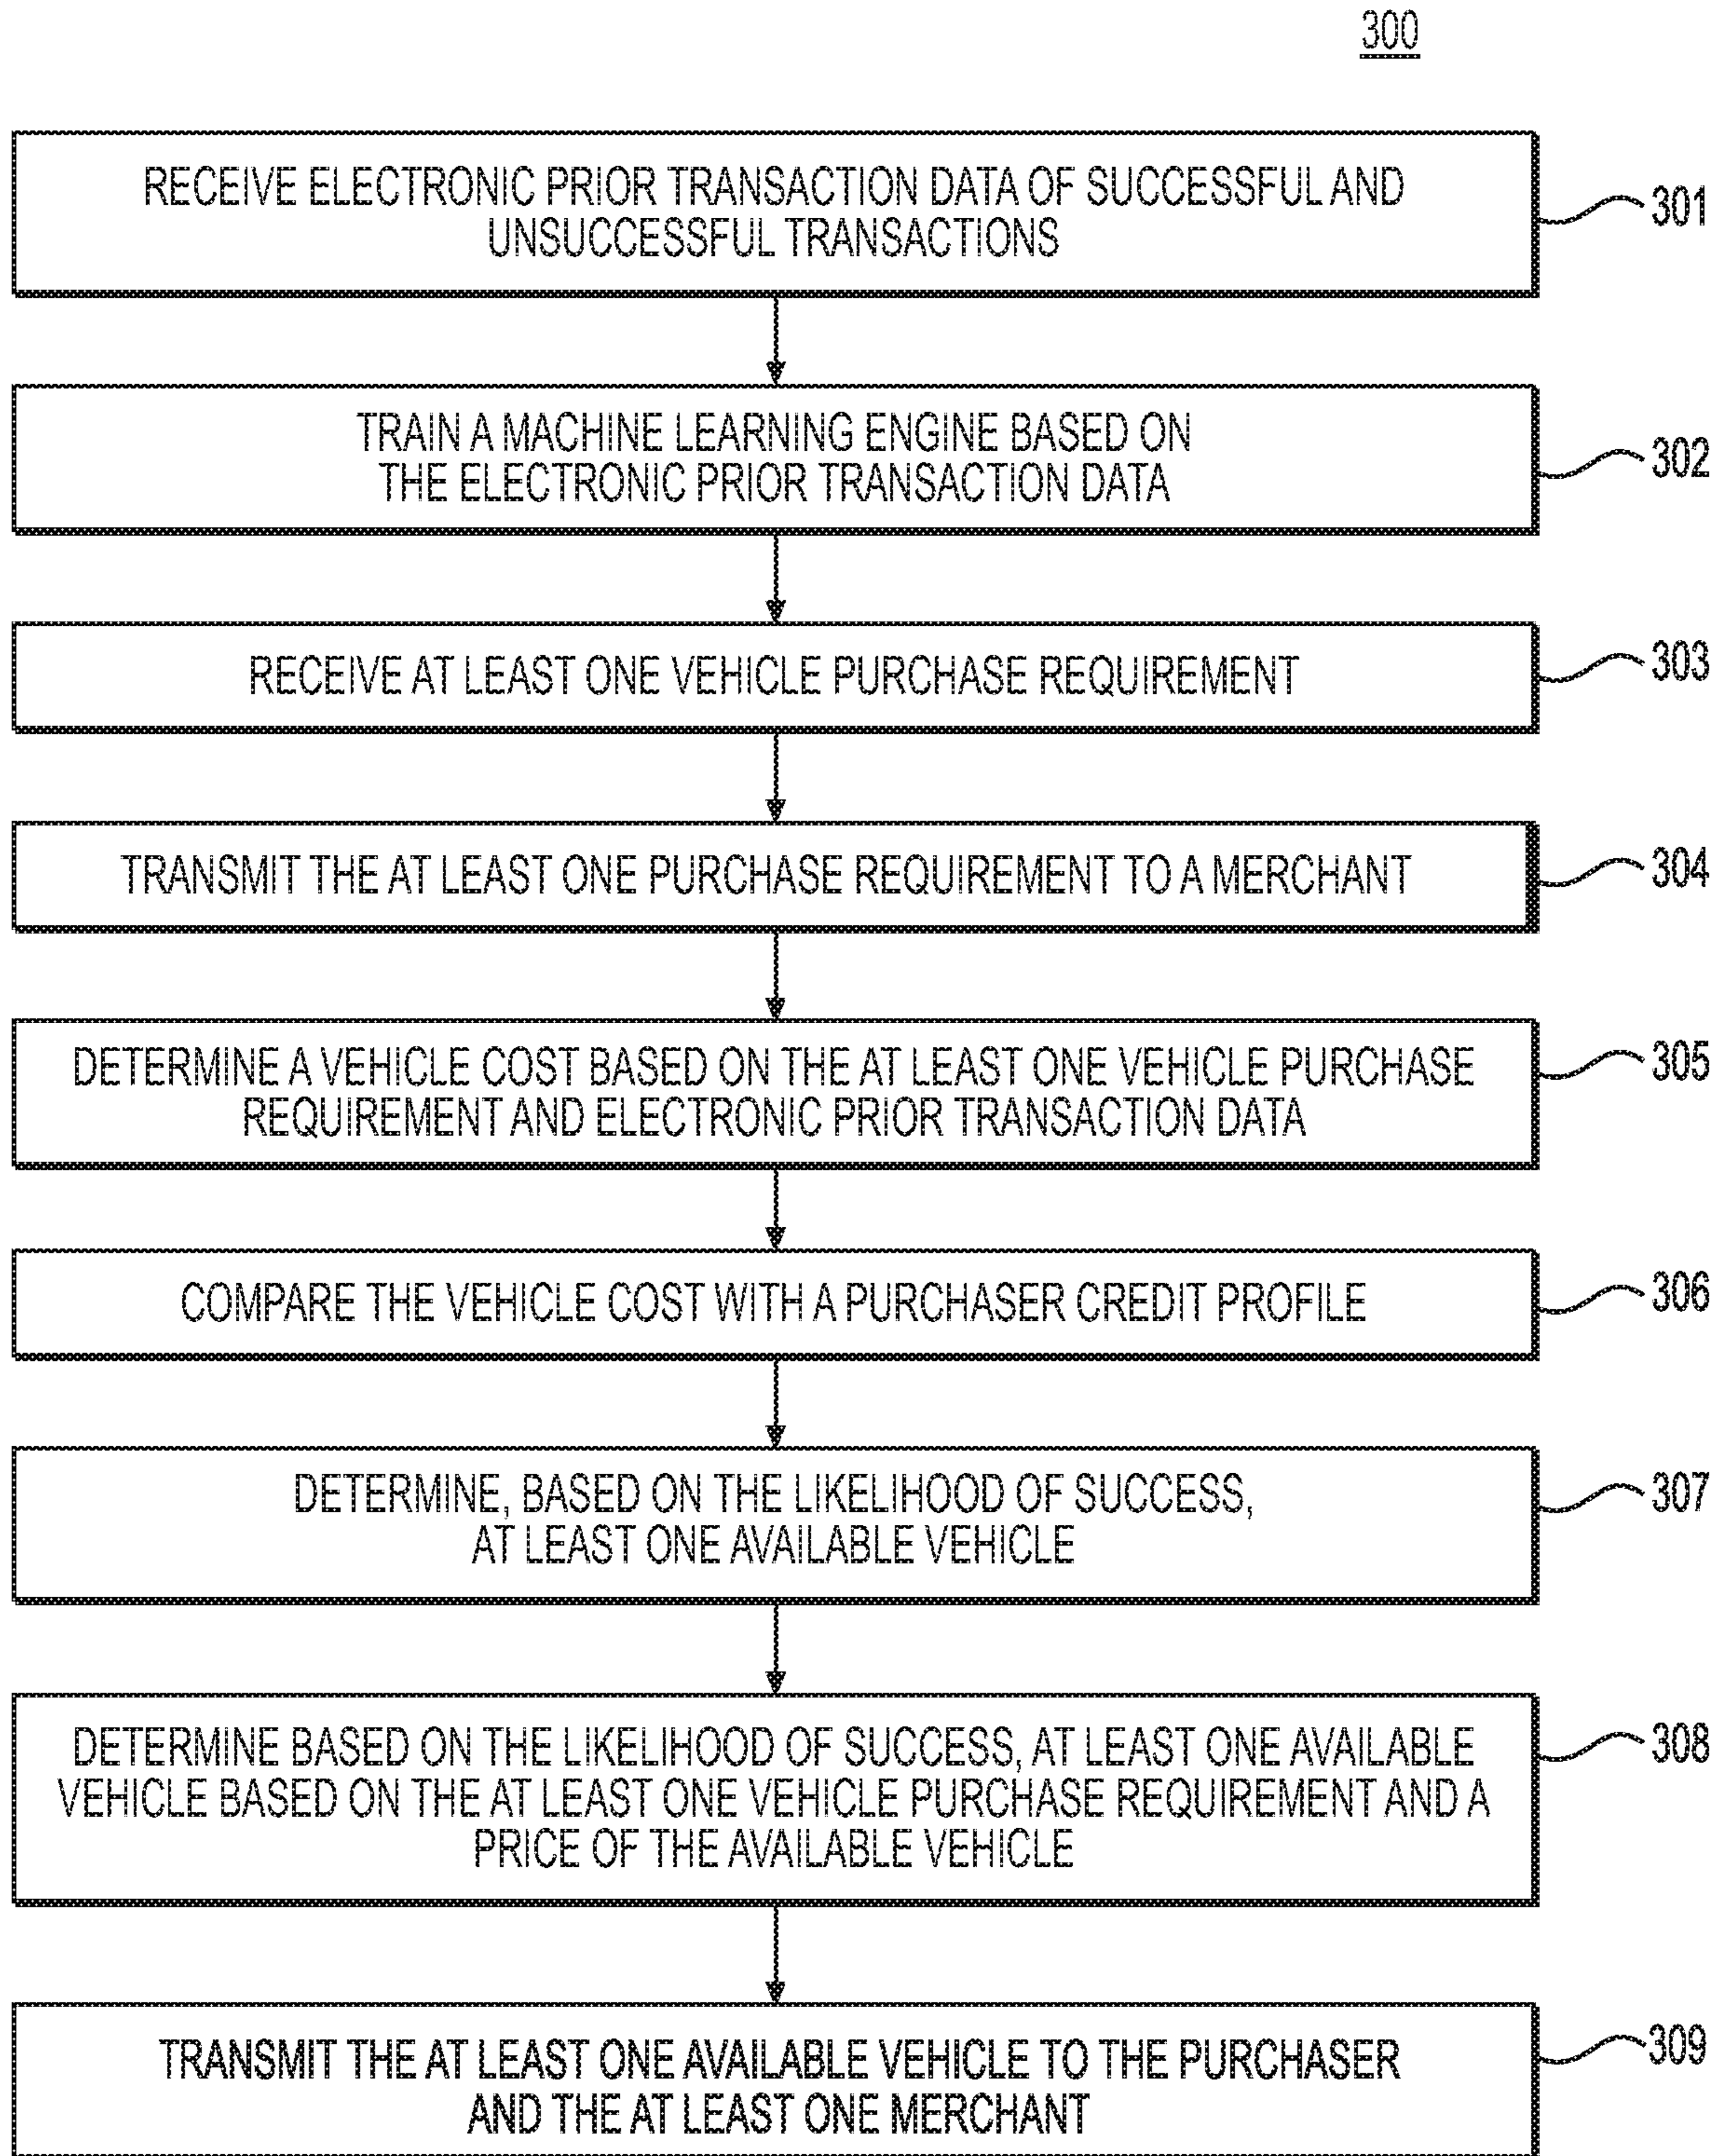 300
RECEIVE ELECTRONIC PRIOR TRANSACTION DATA OF SUCCESSFUL AND
UNSUCCESSFUL TRANSACTIONS
301
TRAIN A MACHINE LEARNING ENGINE BASED ON
THE ELECTRONIC PRIOR TRANSACTION DATA
302
RECEIVE AT LEAST ONE VEHICLE PURCHASE REQUIREMENT
303
TRANSMIT THE AT LEAST ONE PURCHASE REQUIREMENT TO A MERCHANT
304
DETERMINE A VEHICLE COST BASED ON THE AT LEAST ONE VEHICLE PURCHASE
REQUIREMENT AND ELECTRONIC PRIOR TRANSACTION DATA
305
COMPARE THE VEHICLE COST WITH A PURCHASER CREDIT PROFILE
306
DETERMINE, BASED ON THE LIKELIHOOD OF SUCCESS,
AT LEAST ONE AVAILABLE VEHICLE
307
DETERMINE BASED ON THE LIKELIHOOD OF SUCCESS, AT LEAST ONE AVAILABLE
VEHICLE BASED ON THE AT LEAST ONE VEHICLE PURCHASE REQUIREMENT AND A
PRICE OF THE AVAILABLE VEHICLE
308
TRANSMIT THE AT LEAST ONE AVAILABLE VEHICLE TO THE PURCHASER
AND THE AT LEAST ONE MERCHANT
309